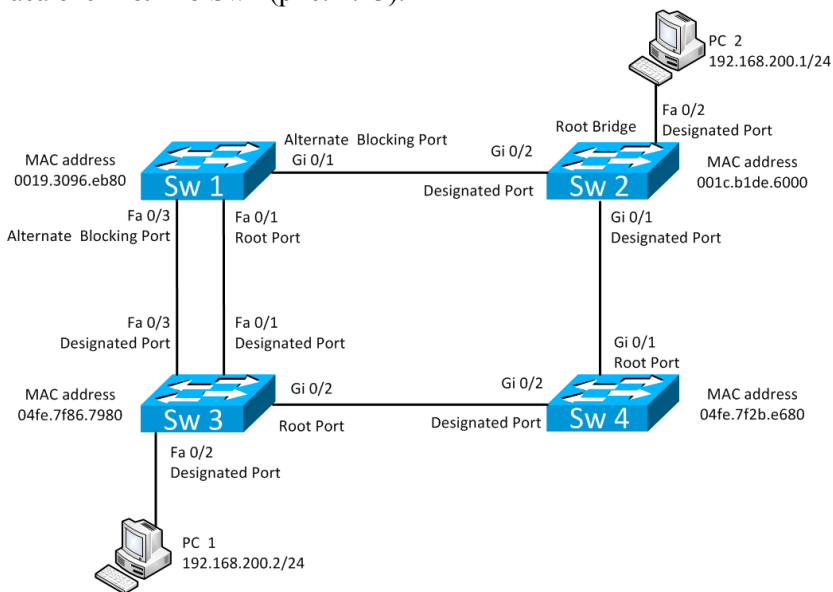 PC 2
192.168.200.1/24
Fa 0/2
Root Bridge
Designated Port
Alternate Blocking Port
Gi 0/1
Gi 0/2
MAC address
0019.3096.eb80
Sw 1
Sw 2
MAC address
001c.b1de.6000
Designated Port
Fa 0/3
Alternate Blocking Port
Fa 0/1
Root Port
Gi 0/1
Designated Port
Fa 0/3
Designated Port
Fa 0/1
Designated Port
Gi 0/1
Root Port
MAC address
04fe.7f86.7980
Sw 3
Gi 0/2
Root Port
Gi 0/2
Designated Port
Sw 4
MAC address
04fe.7f2b.e680
Fa 0/2
Designated Port
PC 1
192.168.200.2/24